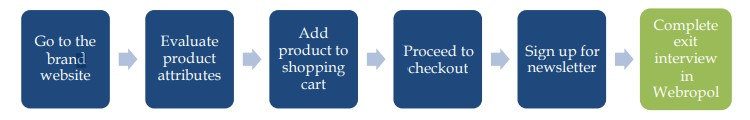 Go to the
brand
website
Evaluate
product
attributes
Add
product to
shopping
cart
Proceed to
checkout
Sign up for
newsletter
Complete
exit
interview
in
Webropol